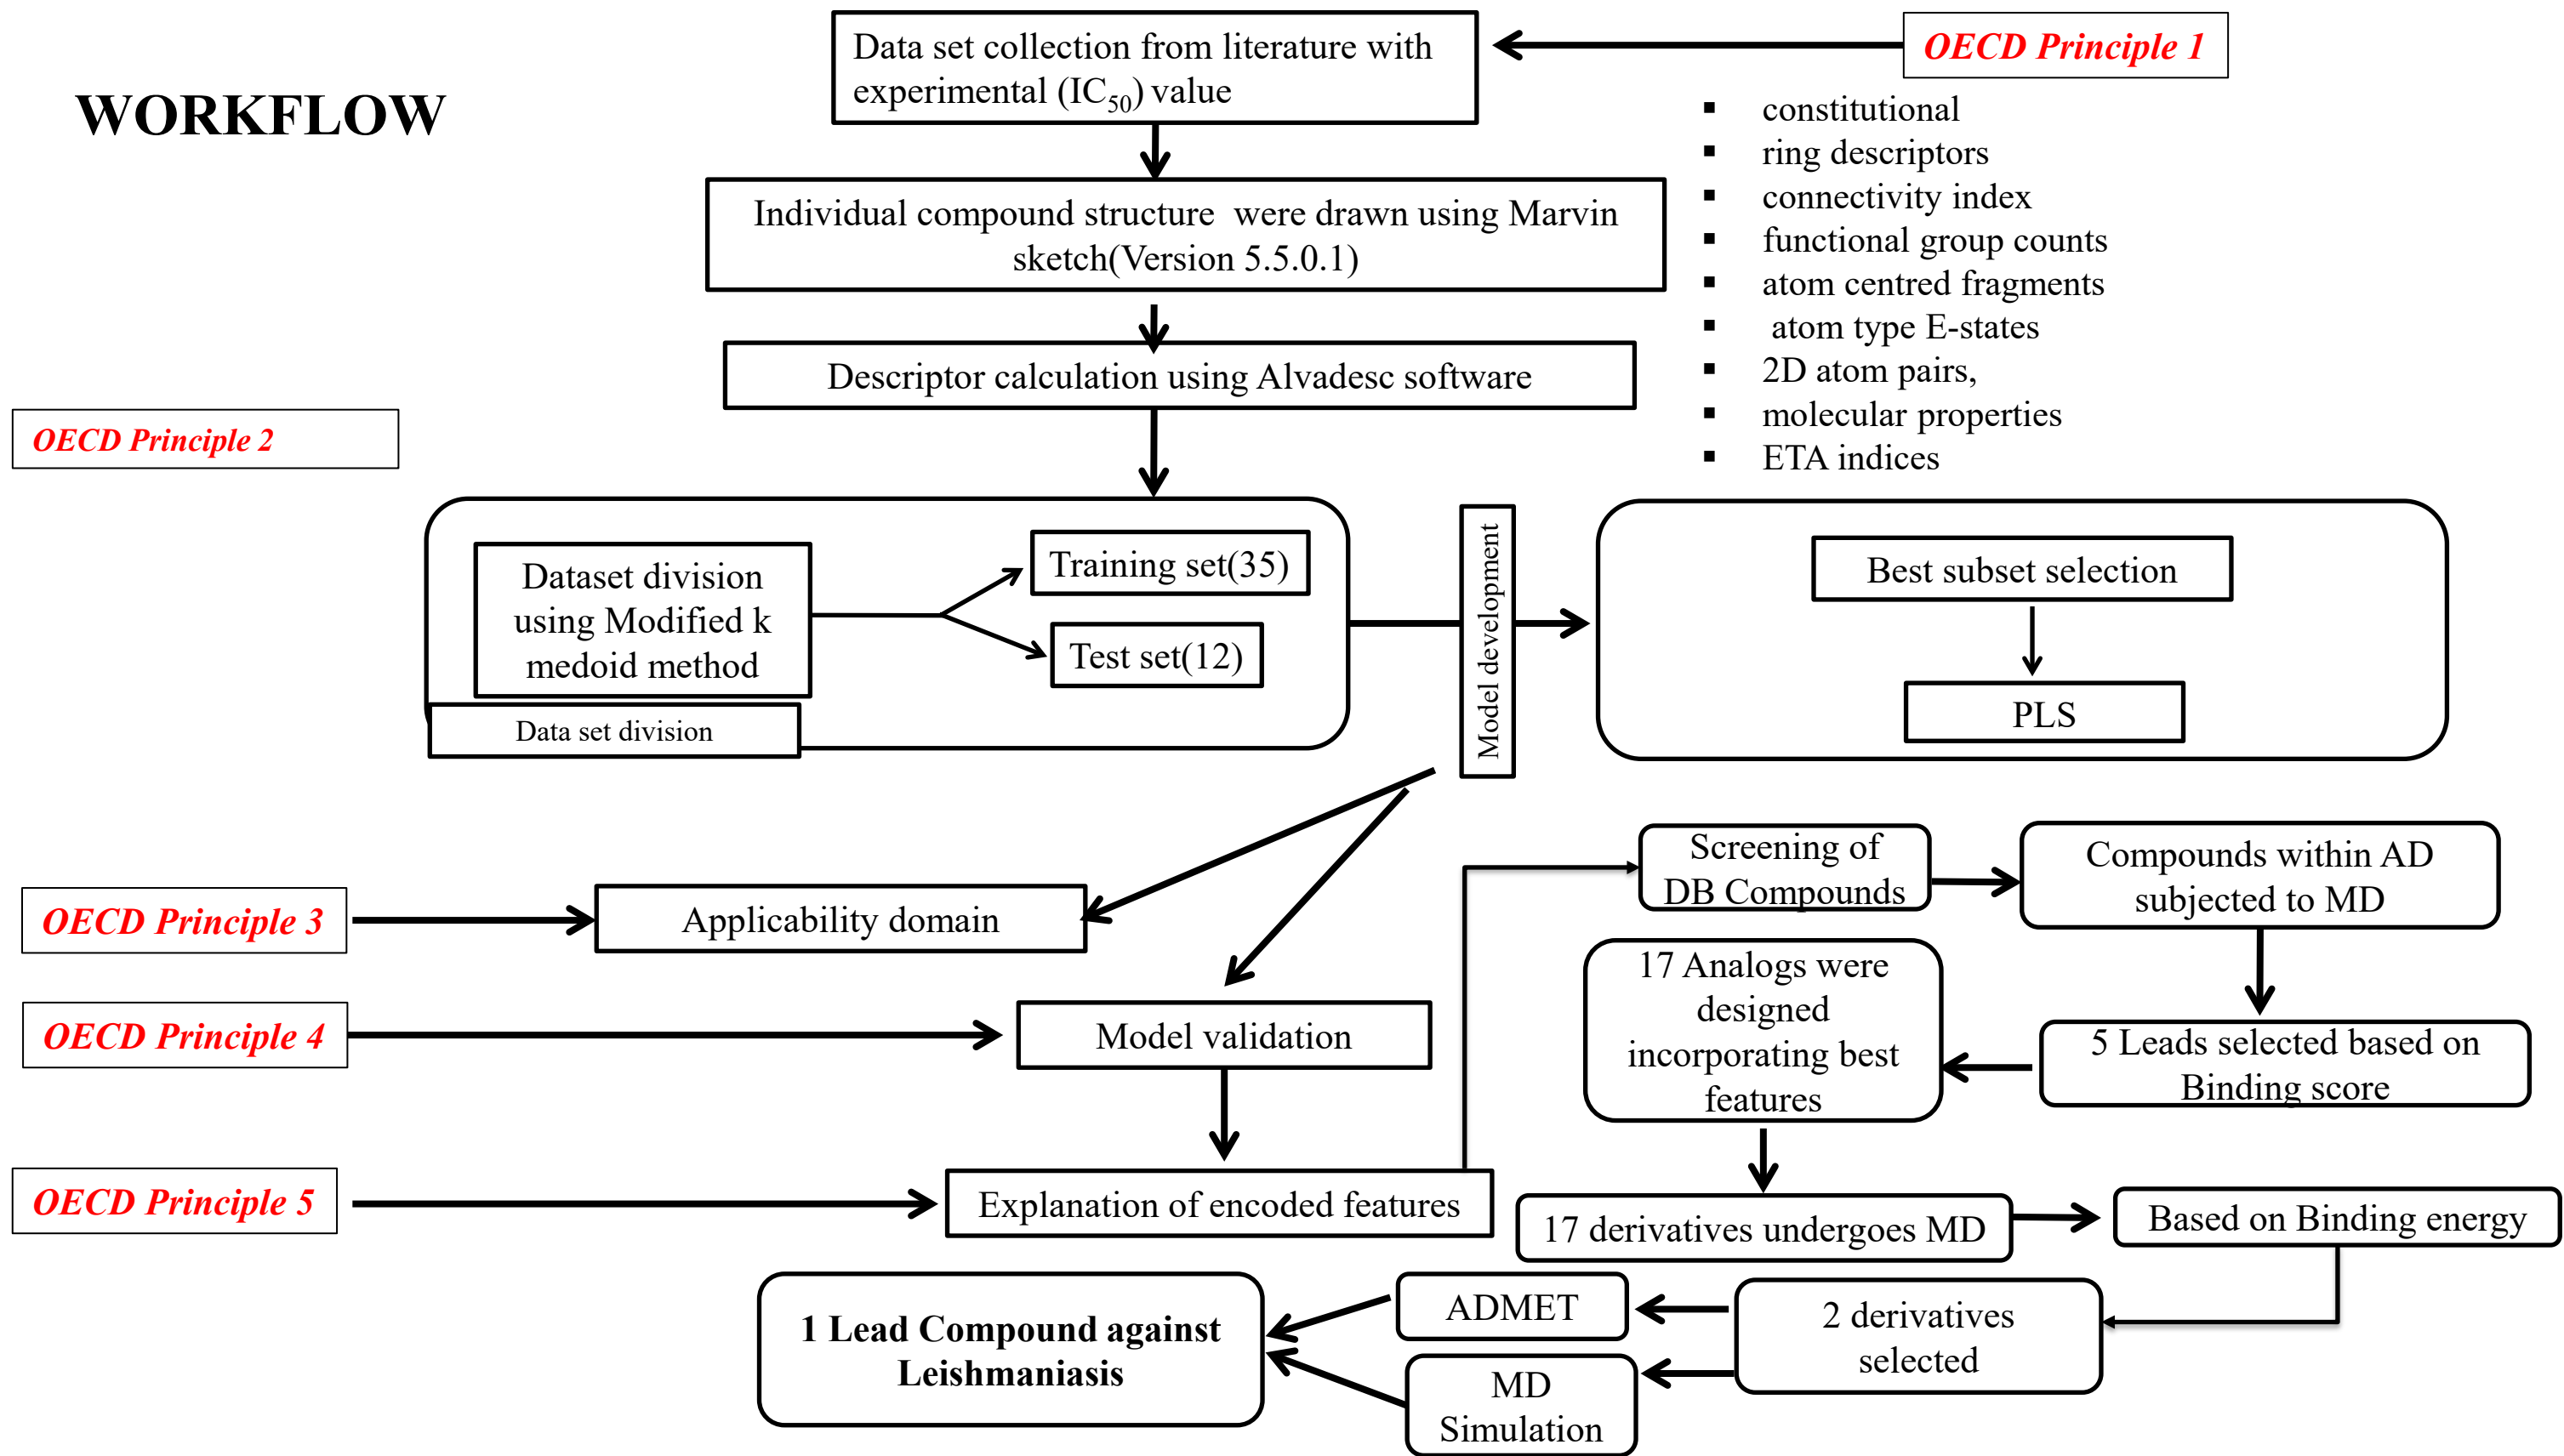 WORKFLOW
Data set collection from literature with
experimental (IC50) value
OECD Principle 1
Individual compound structure  were drawn using Marvin
sketch(Version 5.5.0.1)
Descriptor calculation using Alvadesc software
▪ constitutional
▪ ring descriptors
▪ connectivity index
▪ functional group counts
▪ atom centred fragments
▪ atom type E-states
▪ 2D atom pairs,
▪ molecular properties
▪ ETA indices
OECD Principle 2
Dataset division
using Modified k
medoid method
Training set(35)
Test set(12)
Data set division
Model development
Best subset selection
PLS
OECD Principle 3
Applicability domain
OECD Principle 4
Model validation
OECD Principle 5
Explanation of encoded features
Screening of
DB Compounds
Compounds within AD
subjected to MD
5 Leads selected based on
Binding score
17 Analogs were
designed
incorporating best
features
17 derivatives undergoes MD
Based on Binding energy
2 derivatives
selected
ADMET
MD
Simulation
1 Lead Compound against
Leishmaniasis